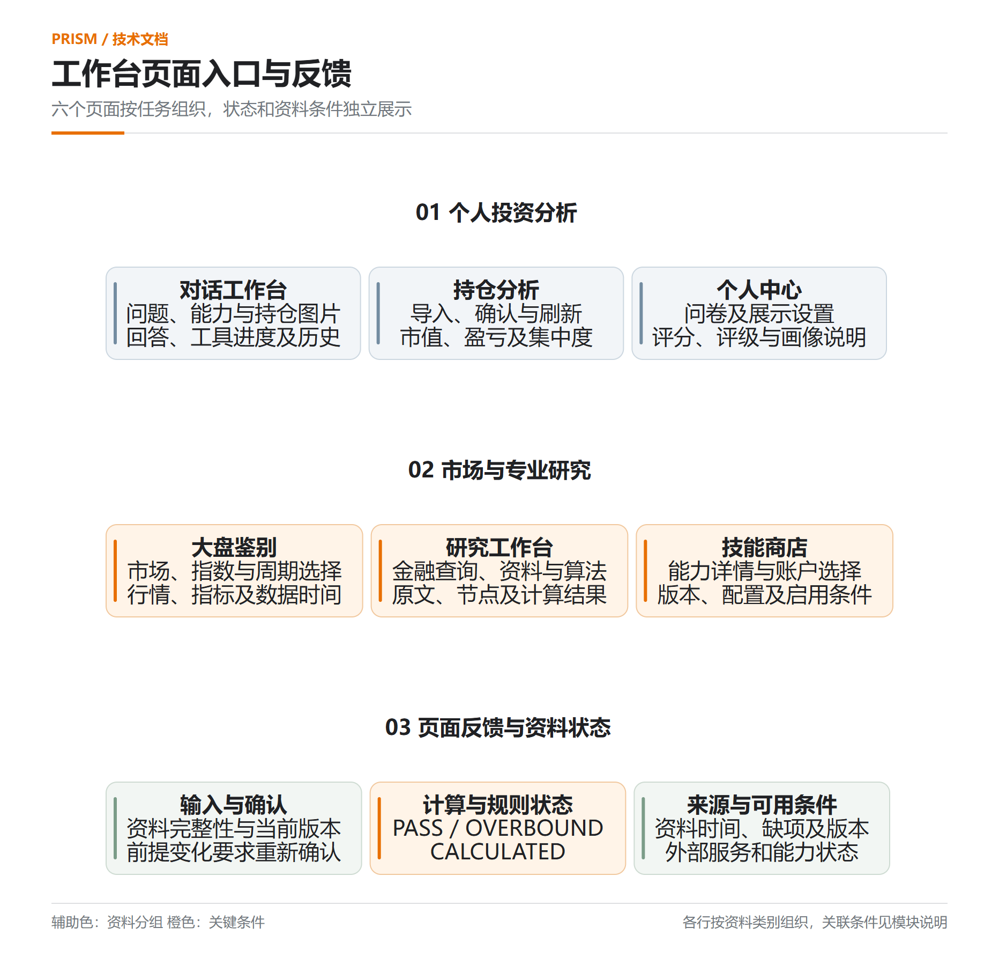 PRISM / 技术文档
工作台页面入口与反馈
六个页面按任务组织，状态和资料条件独立展示
01 个人投资分析
对话工作台
问题、能力与持仓图片
回答、工具进度及历史
持仓分析
导入、确认与刷新
市值、盈亏及集中度
个人中心
问卷及展示设置
评分、评级与画像说明
02 市场与专业研究
大盘鉴别
市场、指数与周期选择
行情、指标及数据时间
研究工作台
金融查询、资料与算法
原文、节点及计算结果
技能商店
能力详情与账户选择
版本、配置及启用条件
03 页面反馈与资料状态
输入与确认
资料完整性与当前版本
前提变化要求重新确认
计算与规则状态
PASS / OVERBOUND
CALCULATED
来源与可用条件
资料时间、缺项及版本
外部服务和能力状态
辅助色：资料分组 橙色：关键条件
各行按资料类别组织，关联条件见模块说明